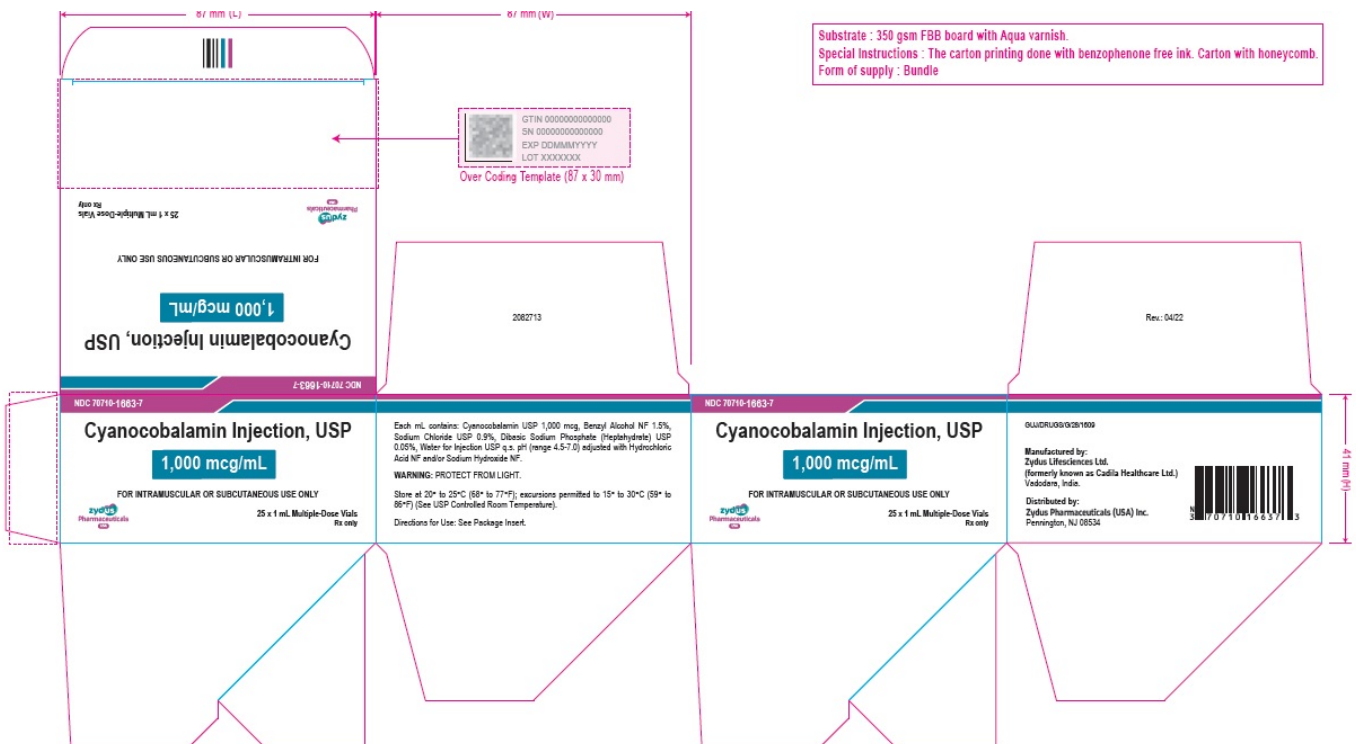 87 mm (L)
87 mm (W)
Substrate : 350 gsm FBB board with Aqua varnish.
Special Instructions : The carton printing done with benzophenone free ink. Carton with honeycomb.
Form of supply : Bundle
GTIN 00000000000000
SN 00000000000000
EXP DDMMMYYYY
LOT XXXXXXX
Over Coding Template (87 x 30 mm)
NDC 70710-1663-7
Cyanocobalamin Injection, USP
1,000 mcg/mL
FOR INTRAMUSCULAR OR SUBCUTANEOUS USE ONLY
zydus
Pharmaceuticals
25 x 1 mL Multiple-Dose Vials
Rx only
2082713
Rev.: 04/22
NDC 70710-1663-7
Cyanocobalamin Injection, USP
1,000 mcg/mL
FOR INTRAMUSCULAR OR SUBCUTANEOUS USE ONLY
zydus
Pharmaceuticals
25 x 1 mL Multiple-Dose Vials
Rx only
Each mL contains: Cyanocobalamin USP 1,000 mcg, Benzyl Alcohol NF 1.5%,
Sodium Chloride USP 0.9%, Dibasic Sodium Phosphate (Heptahydrate) USP
0.05%, Water for Injection USP q.s. pH (range 4.5-7.0) adjusted with Hydrochloric
Acid NF and/or Sodium Hydroxide NF.
WARNING: PROTECT FROM LIGHT.
Store at 20° to 25°C (68° to 77°F); excursions permitted to 15° to 30°C (59° to
86°F) (See USP Controlled Room Temperature).
Directions for Use: See Package Insert.
NDC 70710-1663-7
Cyanocobalamin Injection, USP
1,000 mcg/mL
FOR INTRAMUSCULAR OR SUBCUTANEOUS USE ONLY
zydus
Pharmaceuticals
25 x 1 mL Multiple-Dose Vials
Rx only
GUJ/DRUGS/G/28/1609
Manufactured by:
Zydus Lifesciences Ltd.
(formerly known as Cadila Healthcare Ltd.)
Vadodara, India.
Distributed by:
Zydus Pharmaceuticals (USA) Inc.
Pennington, NJ 08534
N
3 70710 16637 3
41 mm (H)